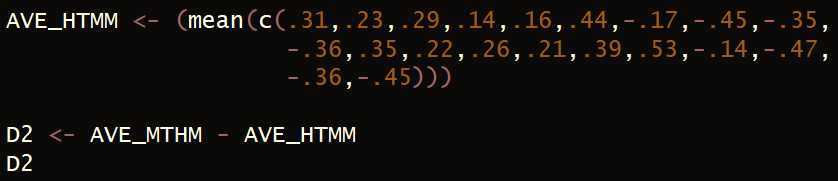 AVE_HTMM <- (mean(c(.31,.23,.29,.14,.16,.44,-.17,-.45,-.35,
-.36,.35,.22,.26,.21,.39,.53,-.14,-.47,
-.36,-.45)))
D2 <- AVE_MTHM - AVE_HTMM
D2